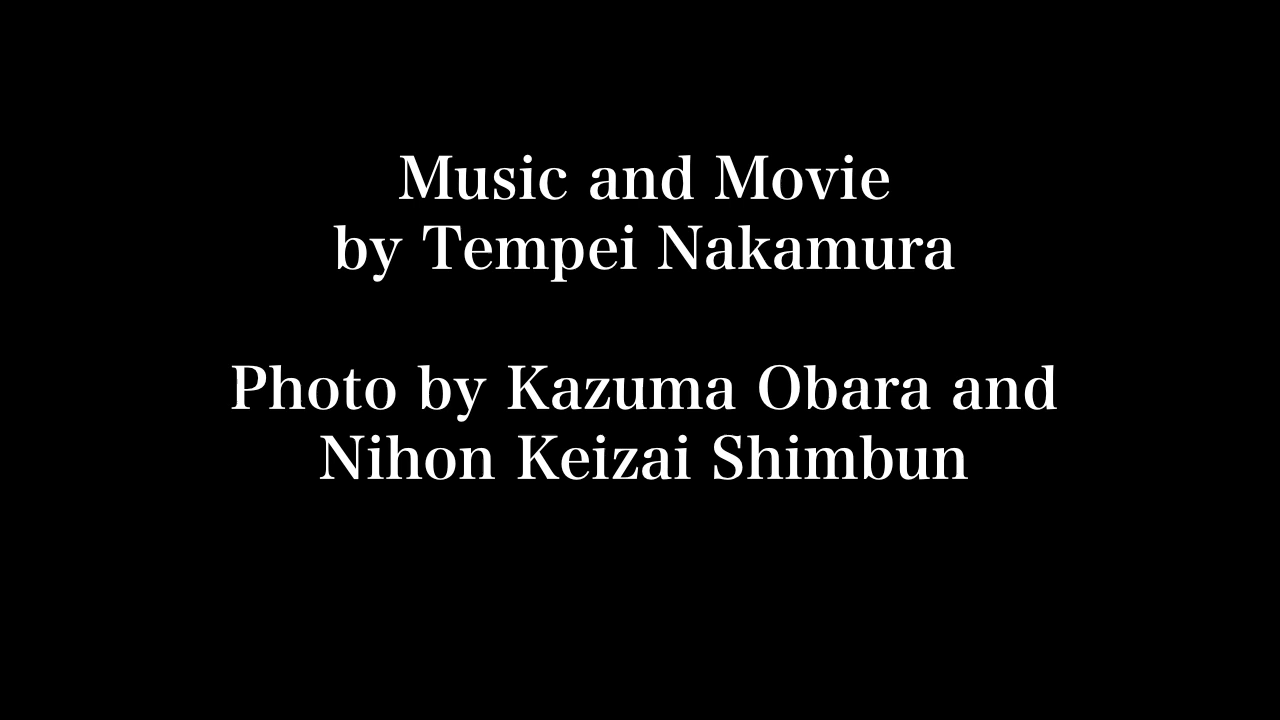 Music and Movie
by Tempei Nakamura
Photo by Kazuma Obara and
Nihon Keizai Shimbun